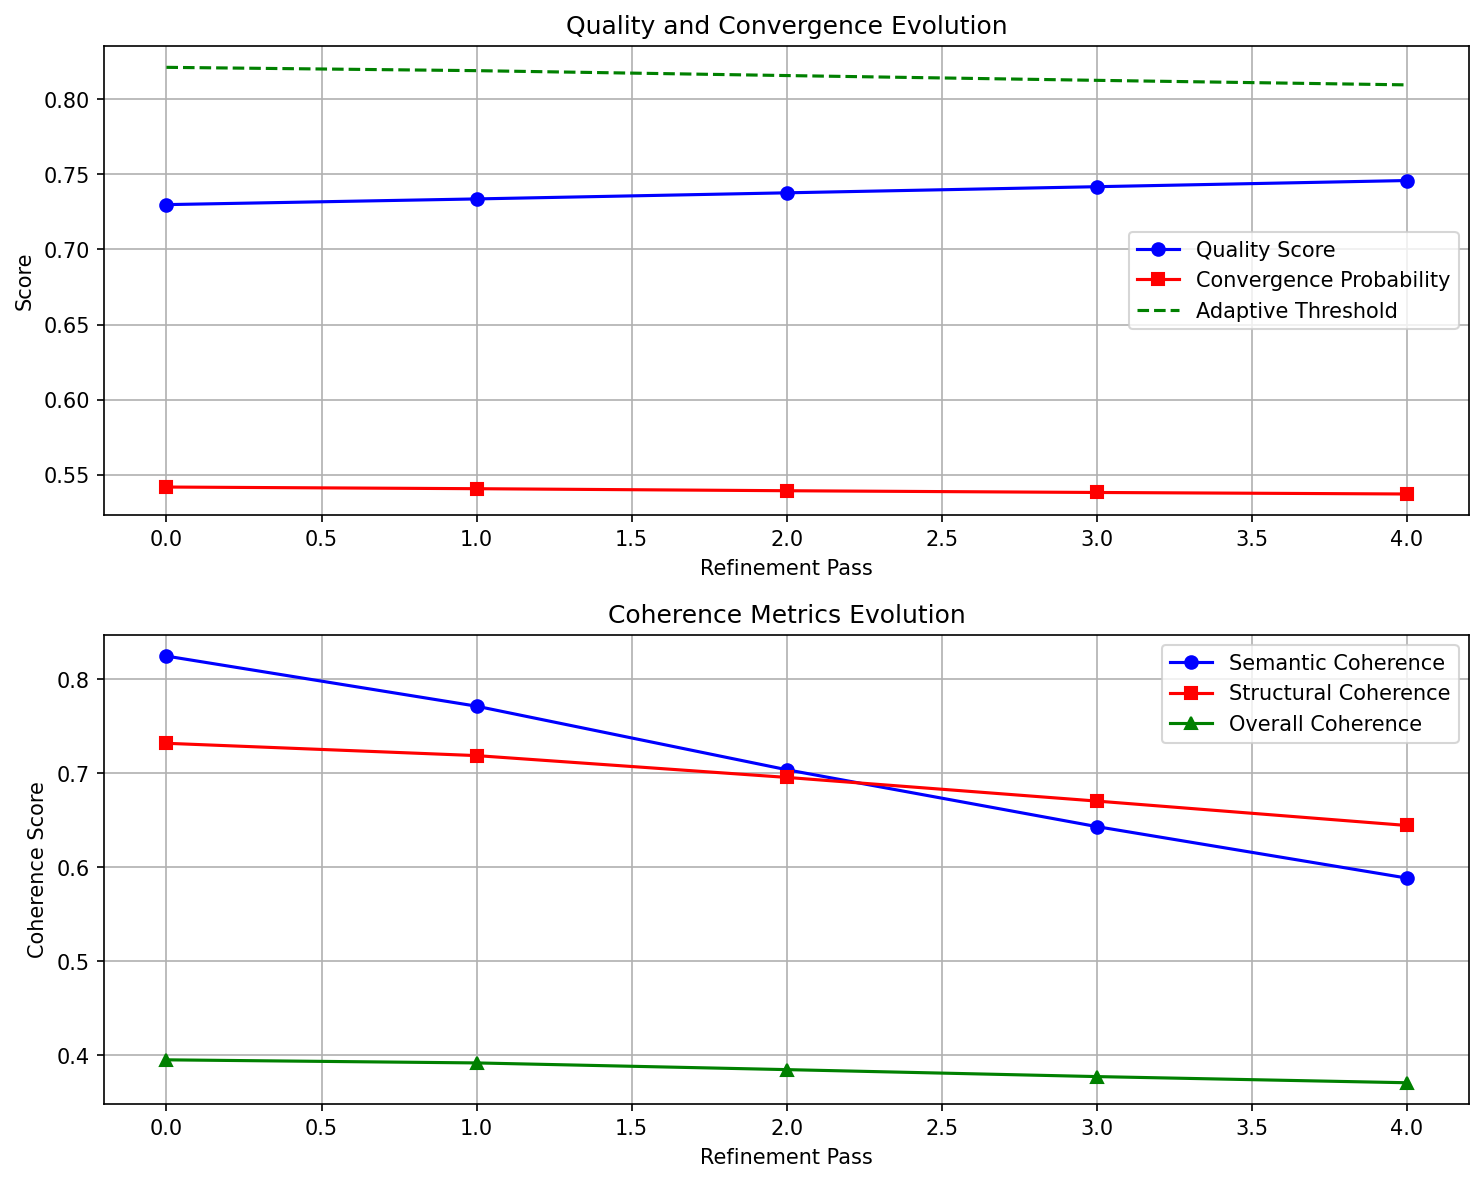 Quality and Convergence Evolution
Score
0.80
0.75
0.70
0.65
0.60
0.55
Quality Score
Convergence Probability
Adaptive Threshold
0.0 0.5 1.0 1.5 2.0 2.5 3.0 3.5 4.0
Refinement Pass
Coherence Metrics Evolution
Coherence Score
0.8
0.7
0.6
0.5
0.4
Semantic Coherence
Structural Coherence
Overall Coherence
0.0 0.5 1.0 1.5 2.0 2.5 3.0 3.5 4.0
Refinement Pass